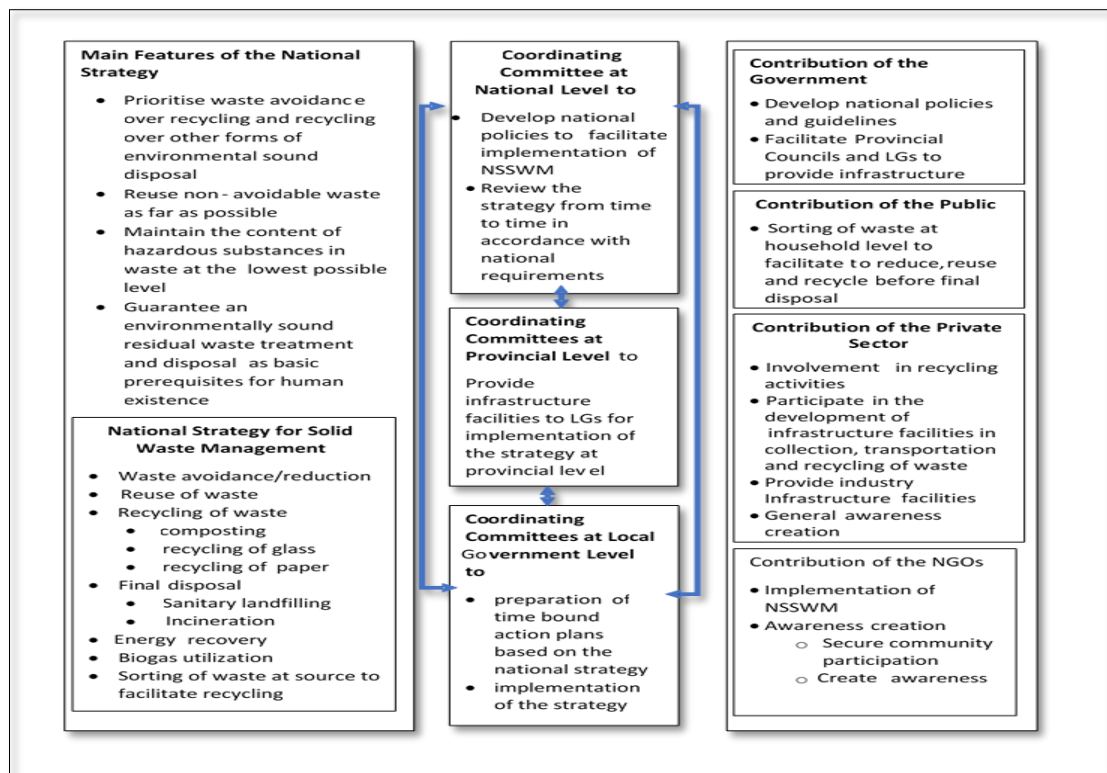 Main Features of the National
Strategy
• Prioritise waste avoidance
over recycling and recycling
over other forms of
environmental sound
disposal
• Reuse non - avoidable waste
as far as possible
• Maintain the content of
hazardous substances in
waste at the lowest possible
level
• Guarantee an
environmentally sound
residual waste treatment
and disposal as basic
prerequisites for human
existence
National Strategy for Solid
Waste Management
• Waste avoidance/reduction
• Reuse of waste
• Recycling of waste
• composting
• recycling of glass
• recycling of paper
• Final disposal
• Sanitary landfilling
• Incineration
• Energy recovery
• Biogas utilization
• Sorting of waste at source to
facilitate recycling
Coordinating
Committee at
National Level to
• Develop national
policies to facilitate
implementation of
NSSWM
• Review the
strategy from time
to time in
accordance with
national
requirements
Coordinating
Committees at
Provincial Level to
Provide
infrastructure
facilities to LGs for
implementation of
the strategy at
provincial level
Coordinating
Committees at Local
Government Level
to
• preparation of
time bound
action plans
based on the
national strategy
• implementation
of the strategy
Contribution of the
Government
• Develop national policies
and guidelines
• Facilitate Provincial
Councils and LGs to
provide infrastructure
Contribution of the Public
• Sorting of waste at
household level to
facilitate to reduce, reuse
and recycle before final
disposal
Contribution of the Private
Sector
• Involvement in recycling
activities
• Participate in the
development of
infrastructure facilities in
collection, transportation
and recycling of waste
• Provide industry
Infrastructure facilities
• General awareness
creation
Contribution of the NGOs
• Implementation of
NSSWM
• Awareness creation
○ Secure community
participation
○ Create awareness